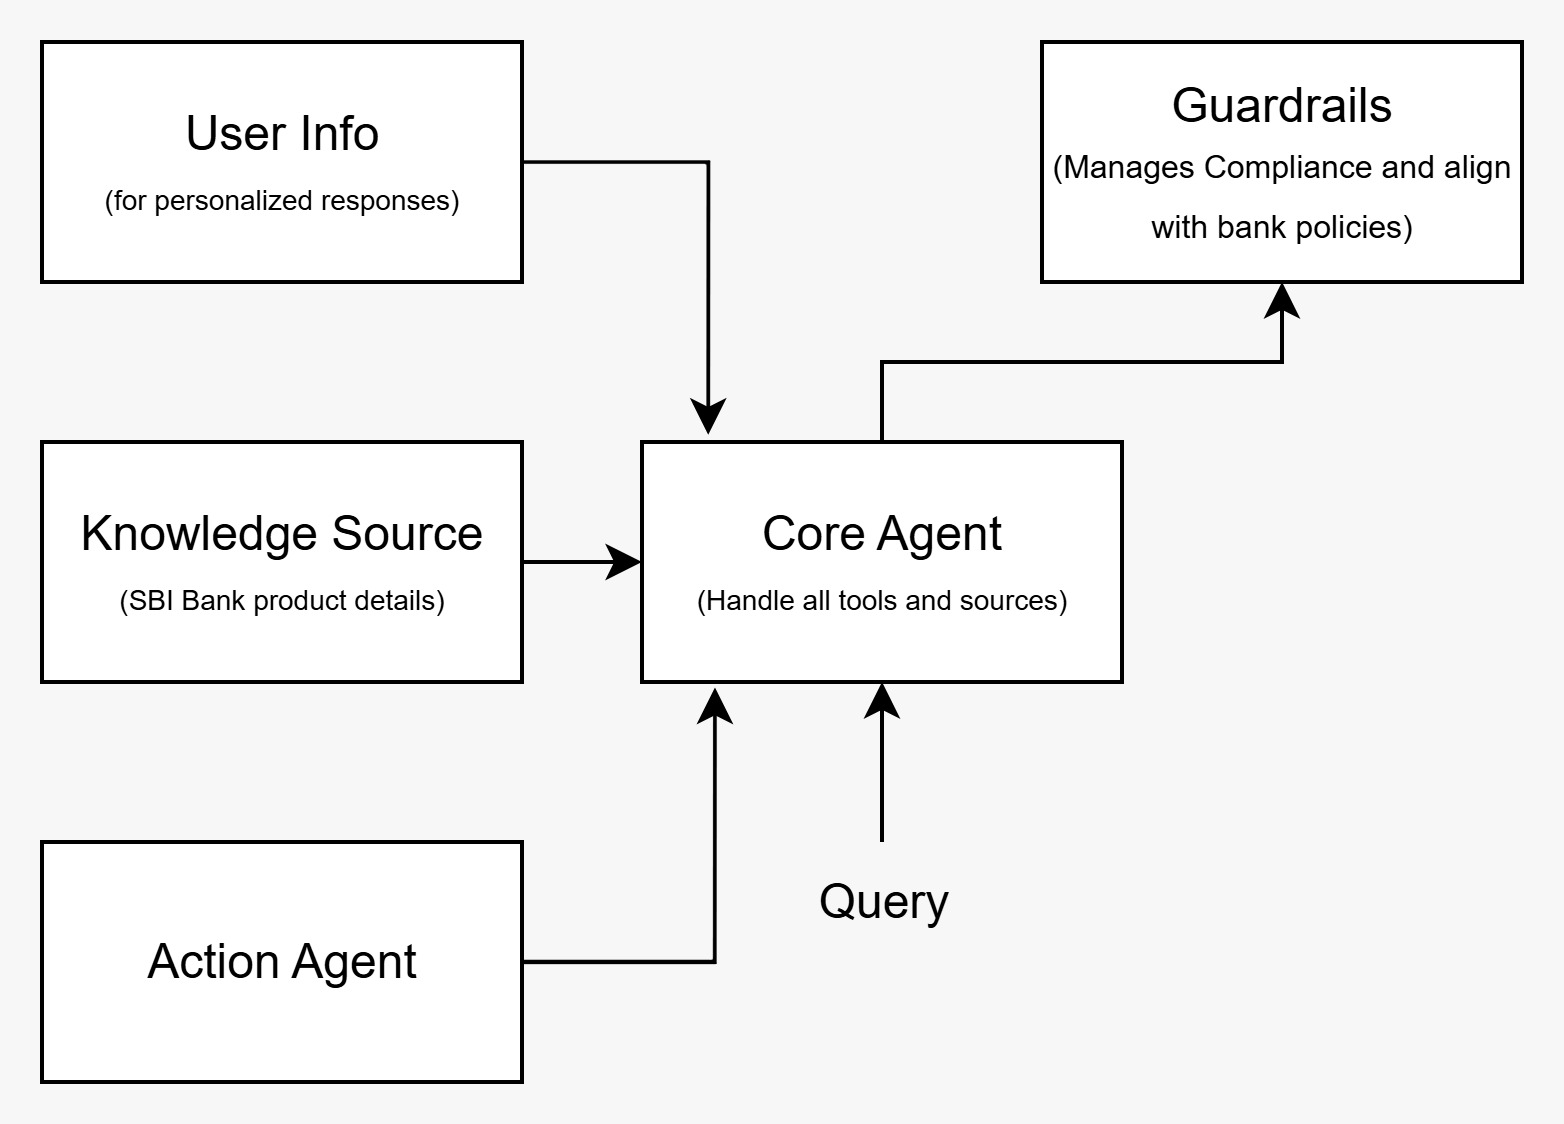 User Info
(for personalized responses)
Guardrails
(Manages Compliance and align
with bank policies)
Knowledge Source
(SBI Bank product details)
Core Agent
(Handle all tools and sources)
Action Agent
Query